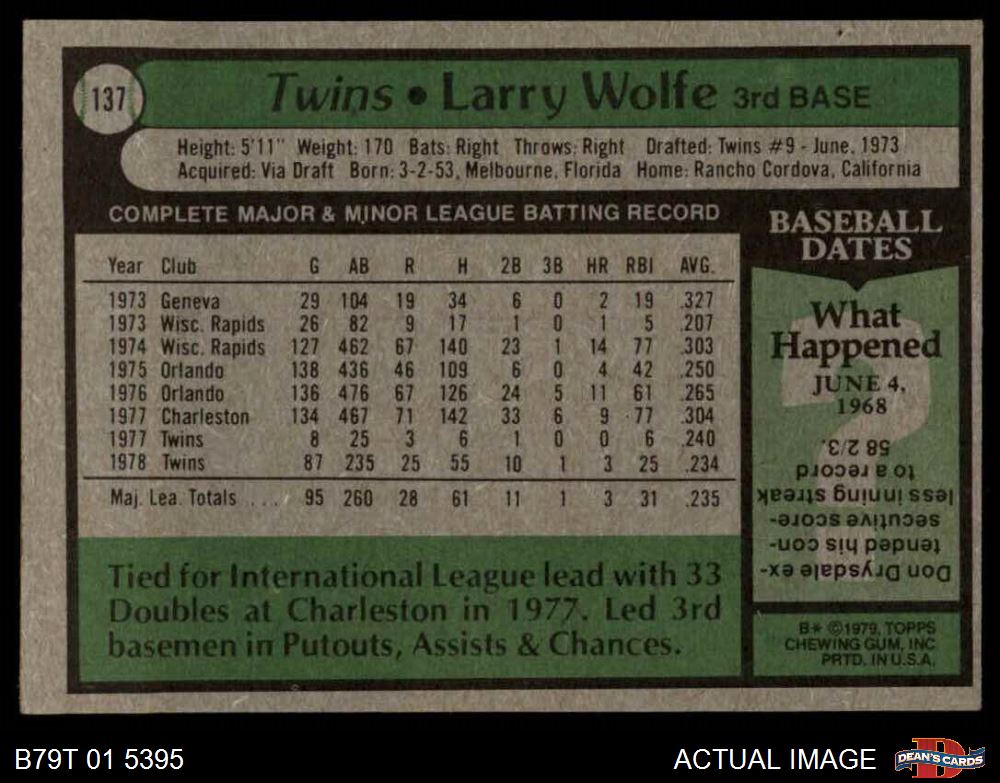 137
Twins • Larry Wolfe 3rd BASE
Height: 5'11" Weight: 170 Bats: Right Throws: Right Drafted: Twins #9 - June, 1973
Acquired: Via Draft Born: 3-2-53, Melbourne, Florida Home: Rancho Cordova, California
COMPLETE MAJOR & MINOR LEAGUE BATTING RECORD
Year Club G AB R H 2B 3B HR RBI AVG.
1973 Geneva 29 104 19 34 6 0 2 19 .327
1973 Wisc. Rapids 26 82 9 17 1 0 1 5 .207
1974 Wisc. Rapids 127 462 67 140 23 1 14 77 .303
1975 Orlando 138 436 46 109 6 0 4 42 .250
1976 Orlando 136 476 67 126 24 5 11 61 .265
1977 Charleston 134 467 71 142 33 6 9 77 .304
1977 Twins 8 25 3 6 1 0 0 6 .240
1978 Twins 87 235 25 55 10 1 3 25 .234
Maj. Lea. Totals . . . . 95 260 28 61 11 1 3 31 .235
Tied for International League lead with 33
Doubles at Charleston in 1977. Led 3rd
basemen in Putouts, Assists & Chances.
BASEBALL
DATES
What
Happened
JUNE 4,
1968
?
Don Drysdale ex-
tended his con-
secutive score-
less inning streak
to a record
58 2/3.
B* ©1979, TOPPS
CHEWING GUM, INC
PRTD. IN U.S.A.
B79T 01 5395
ACTUAL IMAGE
D
DEAN'S CARDS